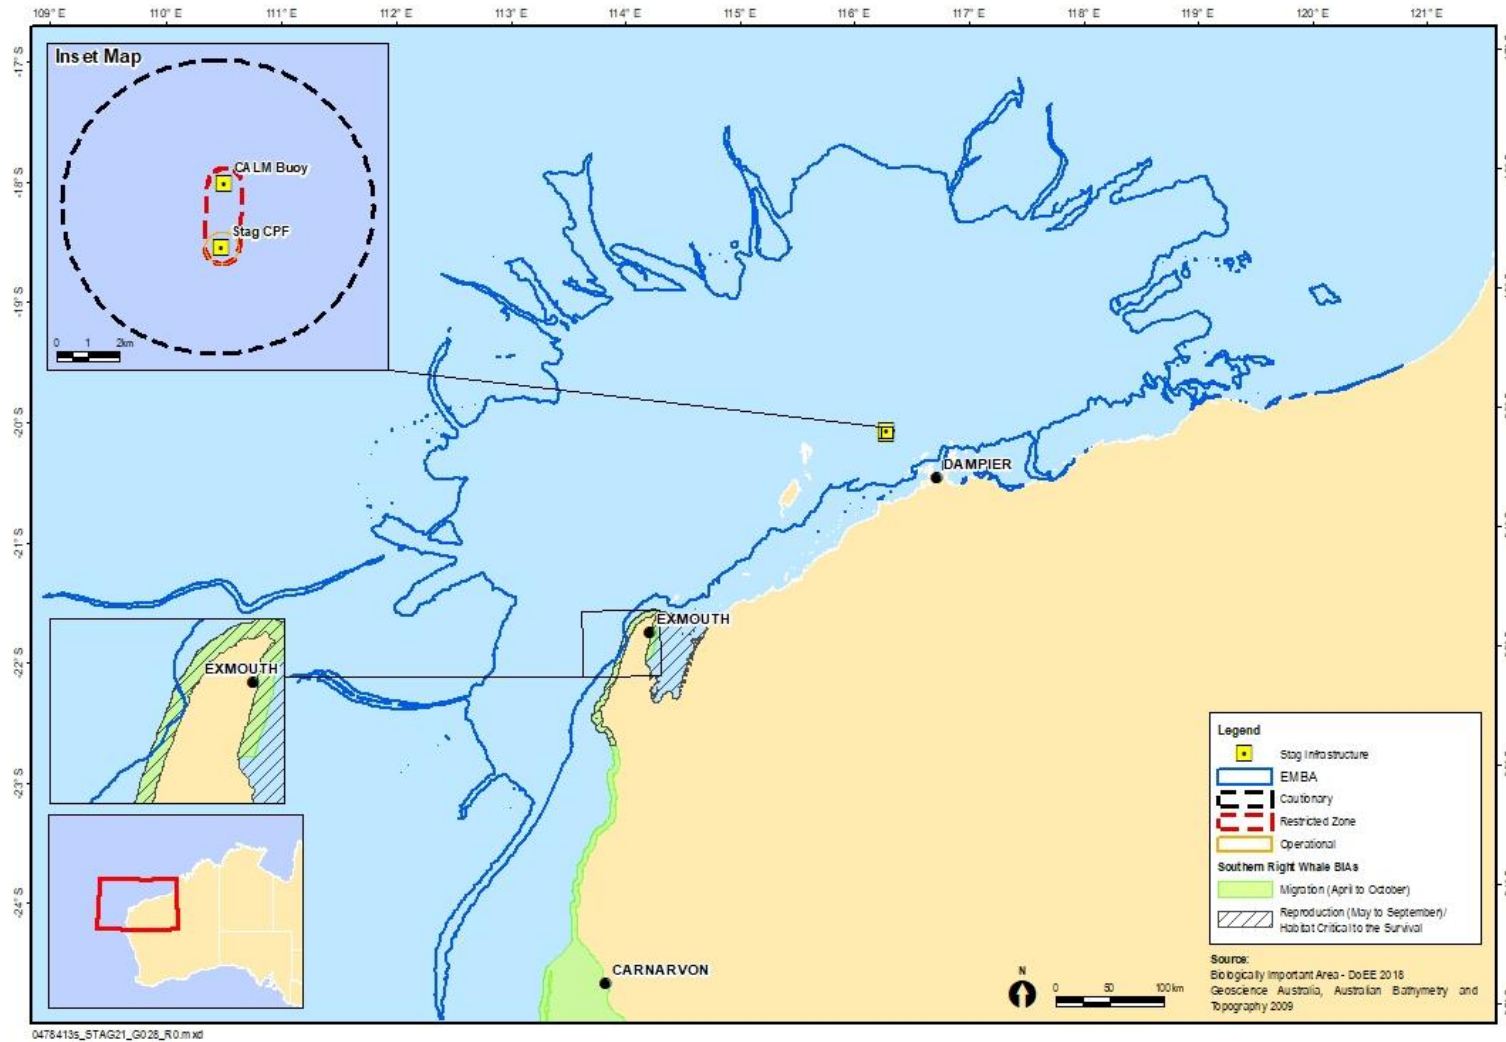 109° E 110° E 111° E 112° E 113° E 114° E 115° E 116° E 117° E 118° E 119° E 120° E 121° E
Inset Map
CALM Buoy
Stag CPF
0 1 2km
-17° S
-18° S
-19° S
-20° S
-21° S
-22° S
-23° S
-24° S
DAMPIER
EXMOUTH
EXMOUTH
CARNARVON
Legend
Stag Infrastructure
EMBA
Cautionary
Restricted Zone
Operational
Southern Right Whale BIAs
Migration (April to October)
Reproduction (May to September)/
Habitat Critical to the Survival
N
0 50 100 km
Source:
Biologically Important Area - DoEE 2018
Geoscience Australia, Australian Bathymetry and
Topography 2009
0478413s_STAG21_G028_R0.mxd